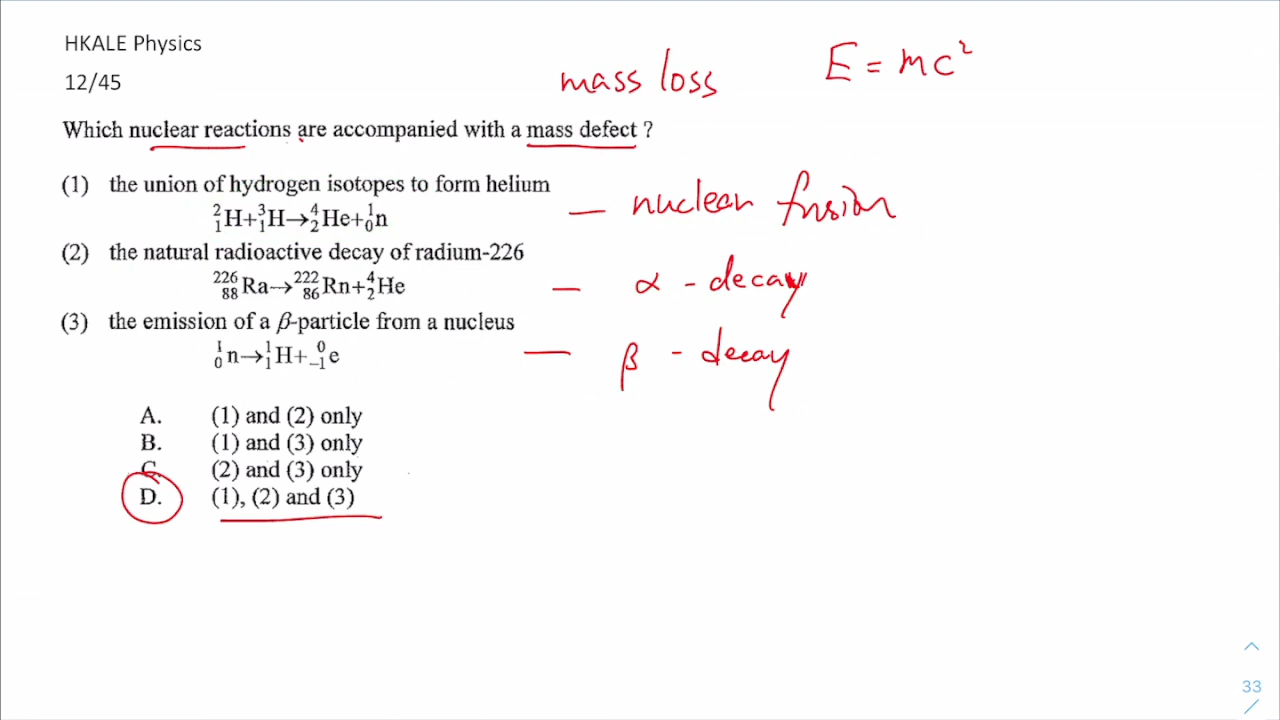 HKALE Physics
12/45
mass loss E = mc²
Which nuclear reactions are accompanied with a mass defect ?
(1) the union of hydrogen isotopes to form helium
²₁H+³₁H→⁴₂He+¹₀n — nuclear fusion
(2) the natural radioactive decay of radium-226
²²⁶₈₈Ra→²²²₈₆Rn+⁴₂He — α - decay
(3) the emission of a β-particle from a nucleus
¹₀n→¹₁H+⁰₋₁e — β - decay
A. (1) and (2) only
B. (1) and (3) only
C. (2) and (3) only
D. (1), (2) and (3)
33